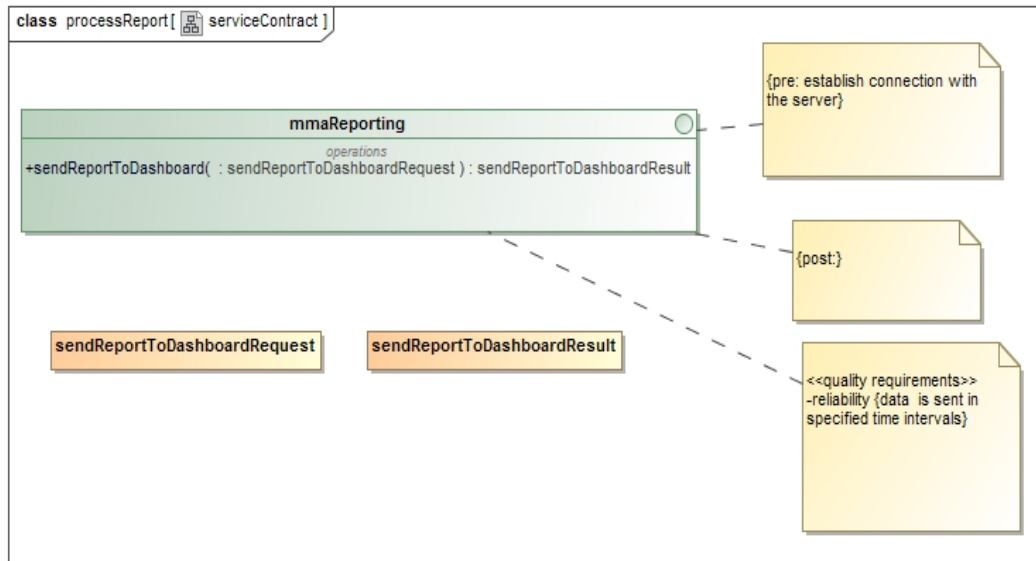 class processReport[ serviceContract ]
{pre: establish connection with
the server}
mmaReporting
operations
+sendReportToDashboard( : sendReportToDashboardRequest ) : sendReportToDashboardResult
{post:}
sendReportToDashboardRequest
sendReportToDashboardResult
<<quality requirements>>
-reliability {data is sent in
specified time intervals}